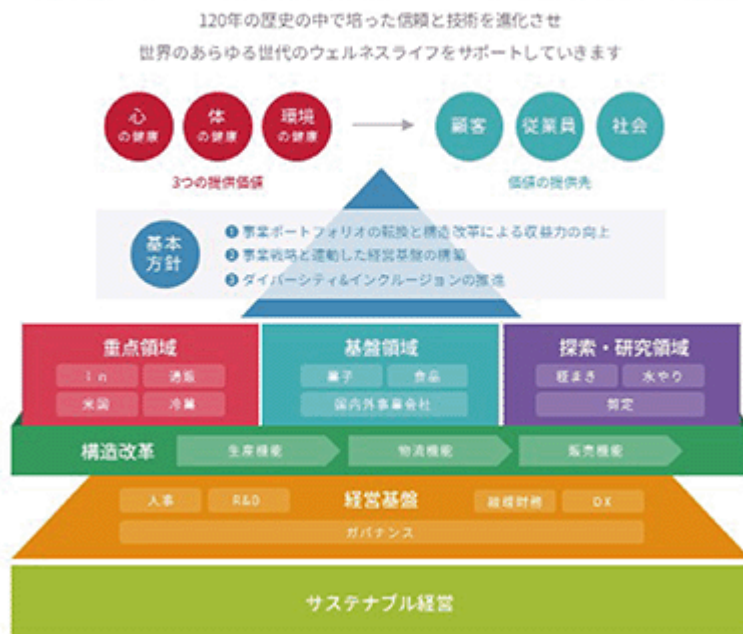 120年の歴史の中で培った信頼と技術を進化させ
世界のあらゆる世代のウェルネスライフをサポートしていきます
心の健康
体の健康
環境の健康
顧客
従業員
社会
3つの提供価値
価値の提供先
基本方針
❶ 事業ポートフォリオの転換と構造改革による収益力の向上
❷ 事業戦略と連動した経営基盤の構築
❸ ダイバーシティ&インクルージョンの推進
重点領域
in
通販
米国
冷菓
基盤領域
菓子
食品
国内外事業会社
探索・研究領域
種まき
水やり
剪定
構造改革
生産機能
物流機能
販売機能
人事
R&D
経営基盤
DX
ガバナンス
サステナブル経営